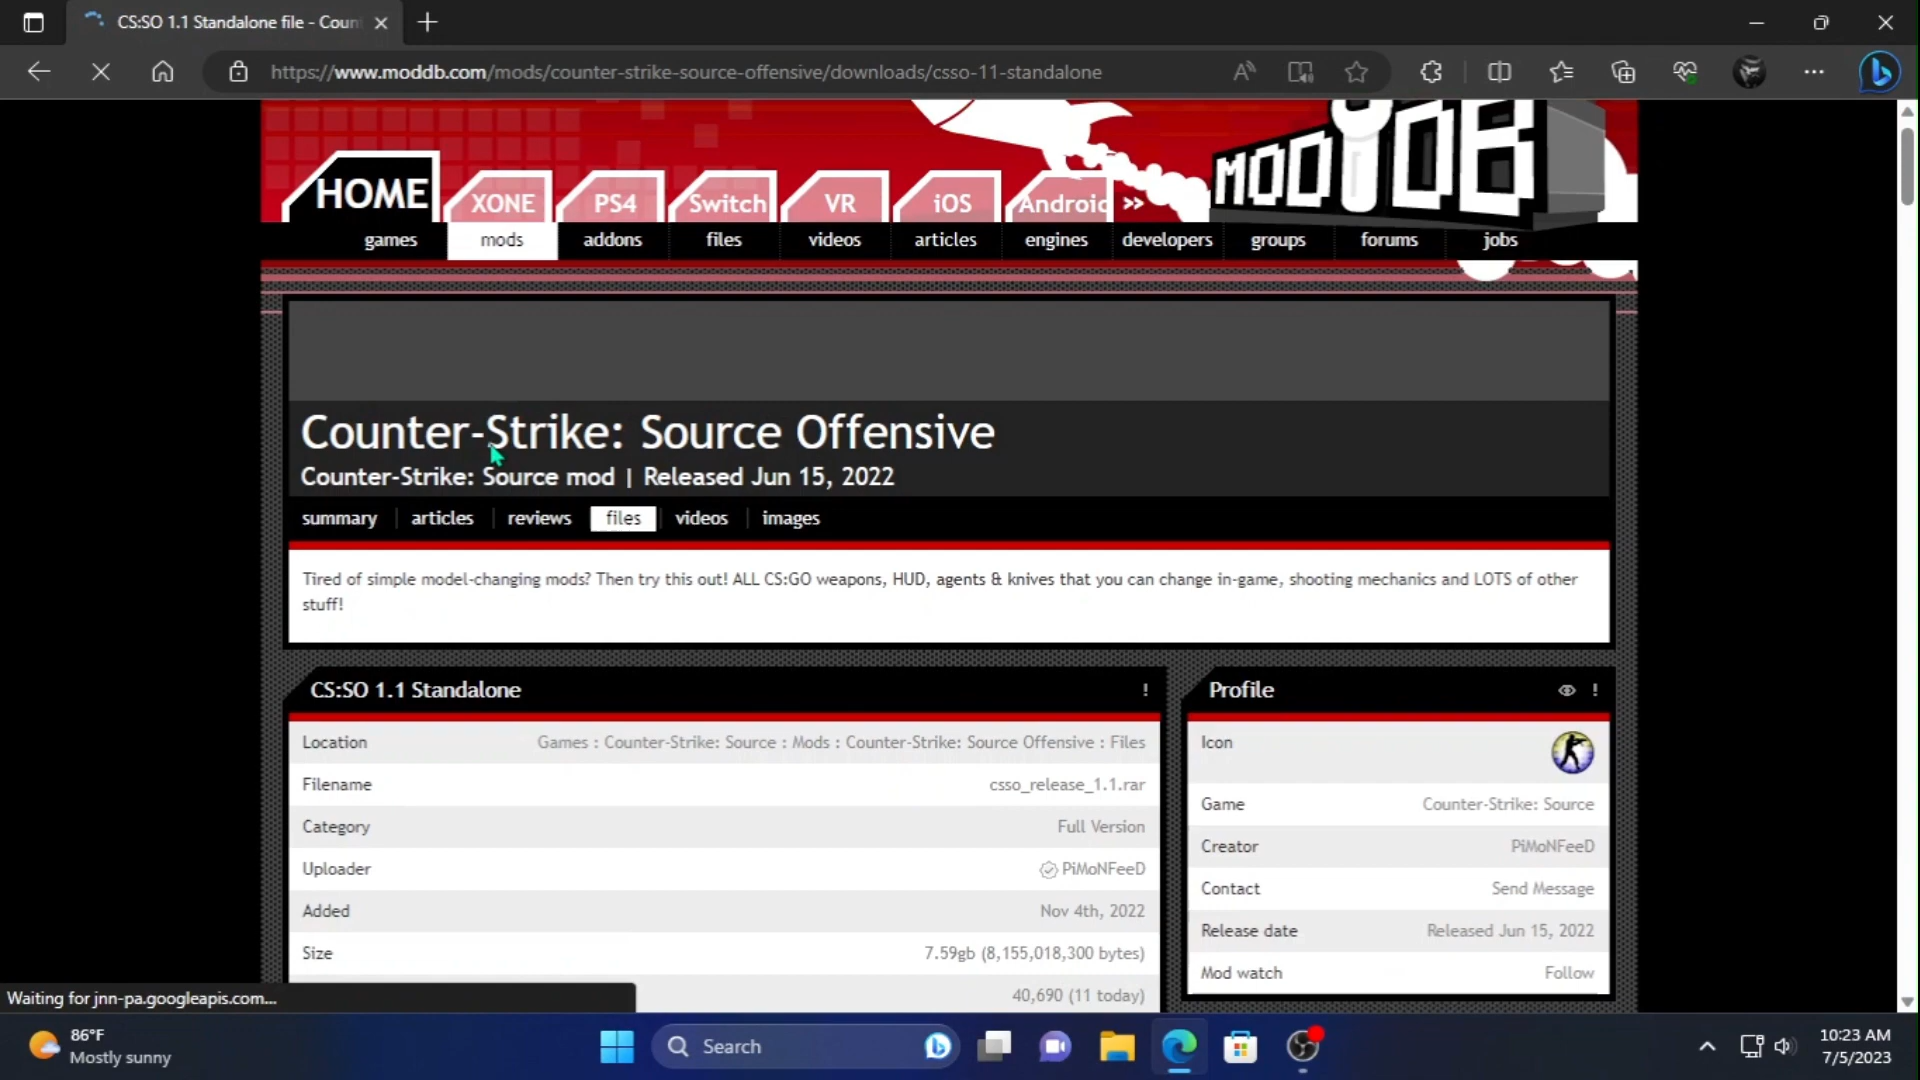 CS:SO 1.1 Standalone file - Coun
https://www.moddb.com/mods/counter-strike-source-offensive/downloads/csso-11-standalone
MODDB
HOME
XONE
PS4
Switch
VR
iOS
Android
»
games
mods
addons
files
videos
articles
engines
developers
groups
forums
jobs
Counter-Strike: Source Offensive
Counter-Strike: Source mod | Released Jun 15, 2022
summary
articles
reviews
files
videos
images
Tired of simple model-changing mods? Then try this out! ALL CS:GO weapons, HUD, agents & knives that you can change in-game, shooting mechanics and LOTS of other
stuff!
CS:SO 1.1 Standalone
!
Location Games : Counter-Strike: Source : Mods : Counter-Strike: Source Offensive : Files
Filename csso_release_1.1.rar
Category Full Version
Uploader PiMoNFeeD
Added Nov 4th, 2022
Size 7.59gb (8,155,018,300 bytes)
40,690 (11 today)
Profile
!
Icon
Game Counter-Strike: Source
Creator PiMoNFeeD
Contact Send Message
Release date Released Jun 15, 2022
Mod watch Follow
Waiting for jnn-pa.googleapis.com...
86°F
Mostly sunny
Search
10:23 AM
7/5/2023